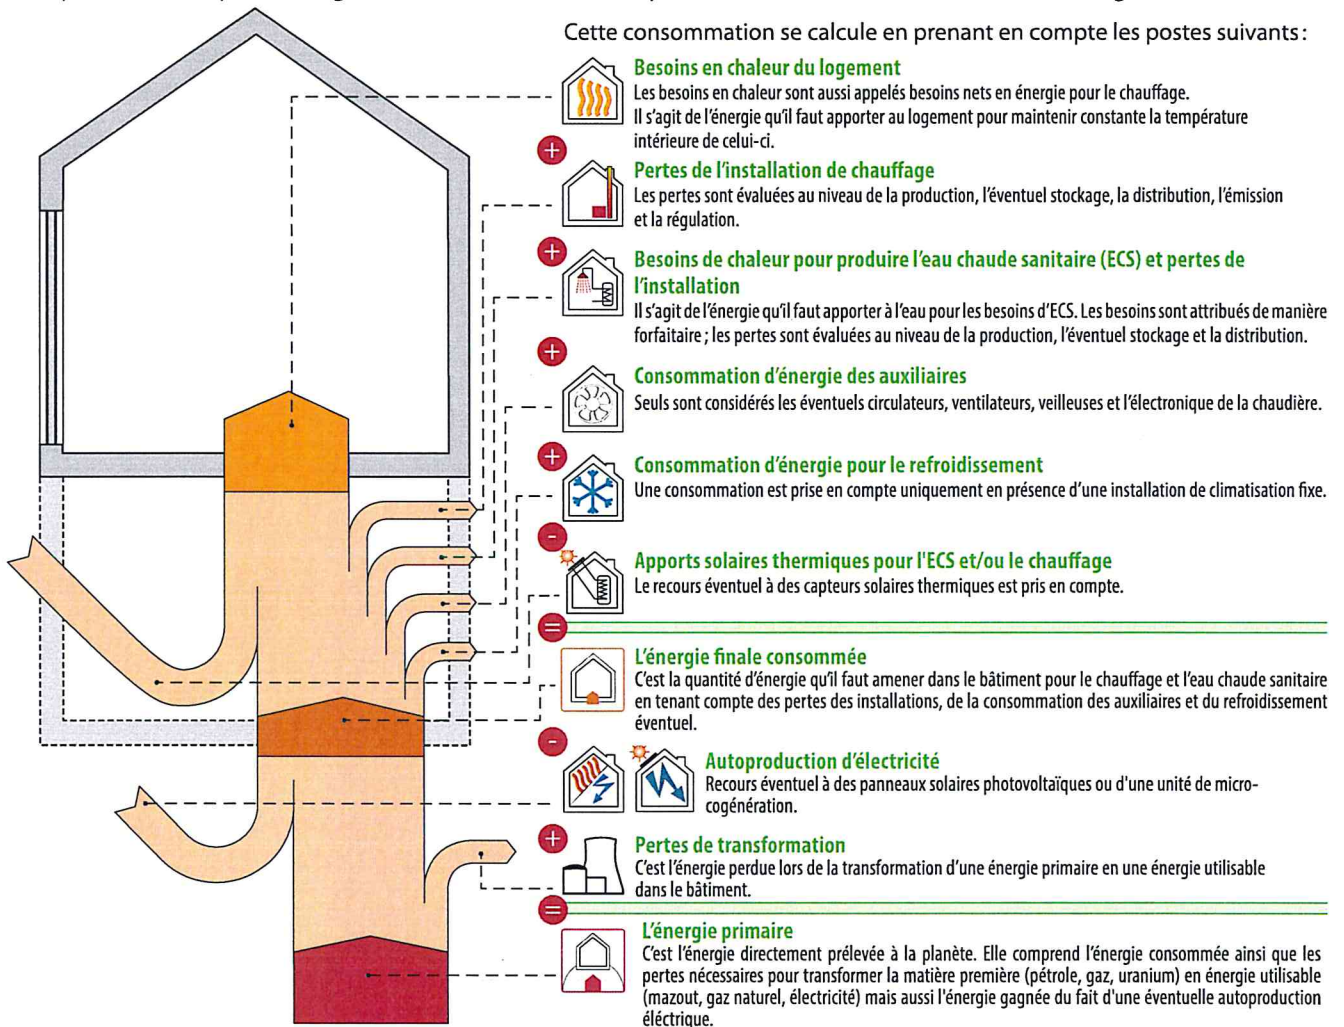 Cette consommation se calcule en prenant en compte les postes suivants :
Besoins en chaleur du logement
Les besoins en chaleur sont aussi appelés besoins nets en énergie pour le chauffage.
Il s'agit de l'énergie qu'il faut apporter au logement pour maintenir constante la température
intérieure de celui-ci.
+
Pertes de l'installation de chauffage
Les pertes sont évaluées au niveau de la production, l'éventuel stockage, la distribution, l'émission
et la régulation.
+
Besoins de chaleur pour produire l'eau chaude sanitaire (ECS) et pertes de
l'installation
Il s'agit de l'énergie qu'il faut apporter à l'eau pour les besoins d'ECS. Les besoins sont attribués de manière
forfaitaire ; les pertes sont évaluées au niveau de la production, l'éventuel stockage et la distribution.
+
Consommation d'énergie des auxiliaires
Seuls sont considérés les éventuels circulateurs, ventilateurs, veilleuses et l'électronique de la chaudière.
+
Consommation d'énergie pour le refroidissement
Une consommation est prise en compte uniquement en présence d'une installation de climatisation fixe.
-
Apports solaires thermiques pour l'ECS et/ou le chauffage
Le recours éventuel à des capteurs solaires thermiques est pris en compte.
=
L'énergie finale consommée
C'est la quantité d'énergie qu'il faut amener dans le bâtiment pour le chauffage et l'eau chaude sanitaire
en tenant compte des pertes des installations, de la consommation des auxiliaires et du refroidissement
éventuel.
-
Autoproduction d'électricité
Recours éventuel à des panneaux solaires photovoltaïques ou d'une unité de micro-
cogénération.
+
Pertes de transformation
C'est l'énergie perdue lors de la transformation d'une énergie primaire en une énergie utilisable
dans le bâtiment.
=
L'énergie primaire
C'est l'énergie directement prélevée à la planète. Elle comprend l'énergie consommée ainsi que les
pertes nécessaires pour transformer la matière première (pétrole, gaz, uranium) en énergie utilisable
(mazout, gaz naturel, électricité) mais aussi l'énergie gagnée du fait d'une éventuelle autoproduction
éléctrique.